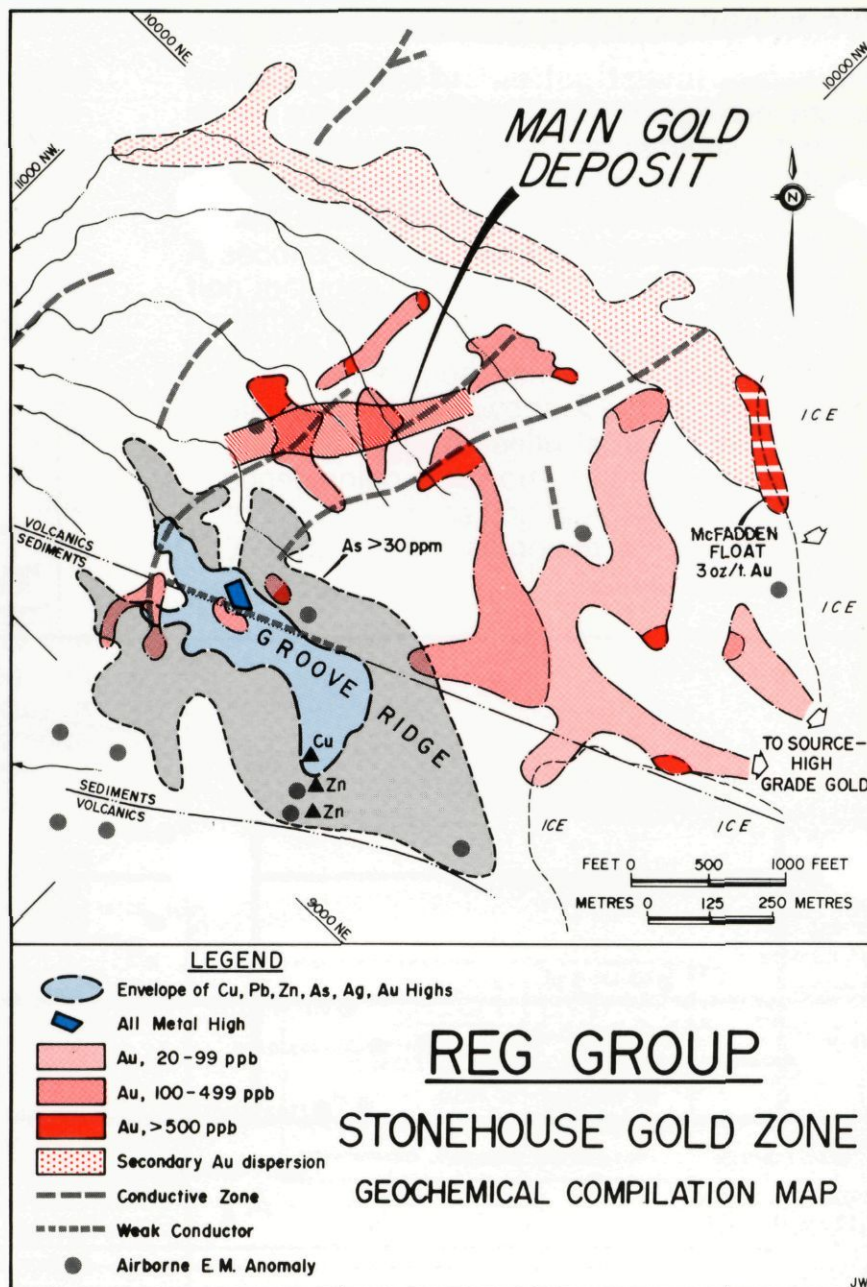 10000 NE
10000 NW
11000 NW
MAIN GOLD
DEPOSIT
N
ICE
McFADDEN
FLOAT
3 oz/t. Au
ICE
VOLCANICS
SEDIMENTS
As >30 ppm
GROOVE
RIDGE
Cu
Zn
Zn
TO SOURCE-
HIGH
GRADE GOLD
SEDIMENTS
VOLCANICS
ICE
ICE
FEET 0 500 1000 FEET
METRES 0 125 250 METRES
9000 NE
LEGEND
Envelope of Cu, Pb, Zn, As, Ag, Au Highs
All Metal High
Au, 20-99 ppb
Au, 100-499 ppb
Au, >500 ppb
Secondary Au dispersion
Conductive Zone
Weak Conductor
Airborne E.M. Anomaly
REG GROUP
STONEHOUSE GOLD ZONE
GEOCHEMICAL COMPILATION MAP
JW